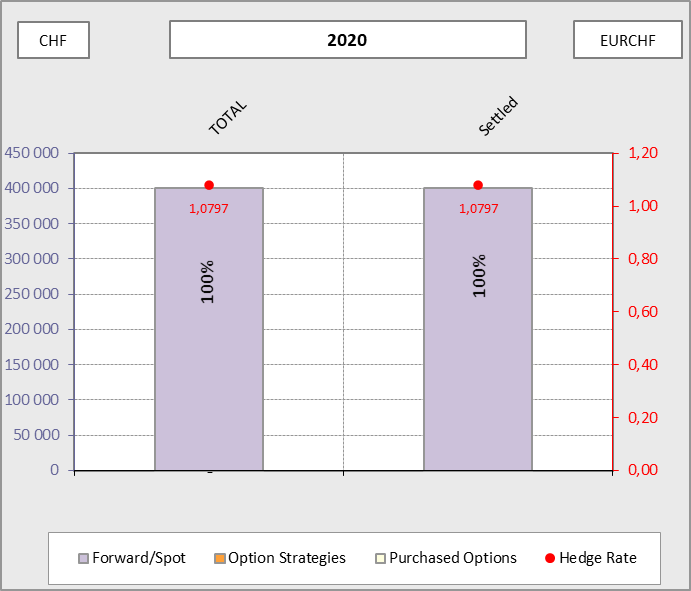 CHF
2020
EURCHF
TOTAL
Settled
450 000
400 000
350 000
300 000
250 000
200 000
150 000
100 000
50 000
0
1,20
1,00
0,80
0,60
0,40
0,20
0,00
1,0797
1,0797
100%
100%
-
Forward/Spot
Option Strategies
Purchased Options
Hedge Rate